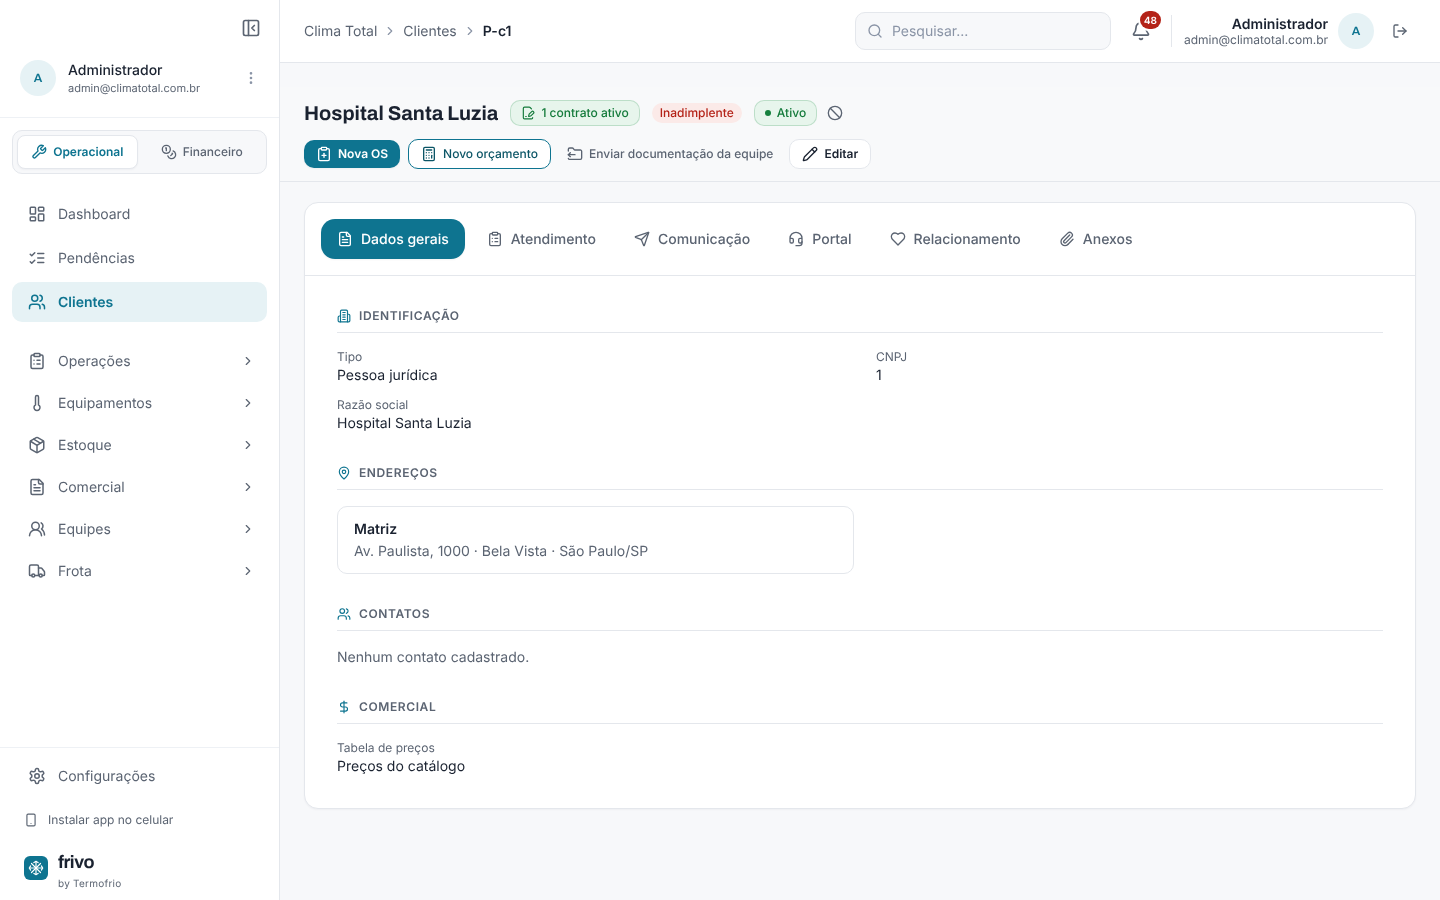 Administrador
admin@climatotal.com.br
A
Operacional
Financeiro
Dashboard
Pendências
Clientes
Operações
Equipamentos
Estoque
Comercial
Equipes
Frota
Configurações
Instalar app no celular
frivo
by Termofrio
Clima Total > Clientes > P-c1
Pesquisar...
48
Administrador
admin@climatotal.com.br
A
Hospital Santa Luzia
1 contrato ativo
Inadimplente
Ativo
Nova OS
Novo orçamento
Enviar documentação da equipe
Editar
Dados gerais
Atendimento
Comunicação
Portal
Relacionamento
Anexos
IDENTIFICAÇÃO
Tipo
Pessoa jurídica
CNPJ
1
Razão social
Hospital Santa Luzia
ENDEREÇOS
Matriz
Av. Paulista, 1000 · Bela Vista · São Paulo/SP
CONTATOS
Nenhum contato cadastrado.
COMERCIAL
Tabela de preços
Preços do catálogo